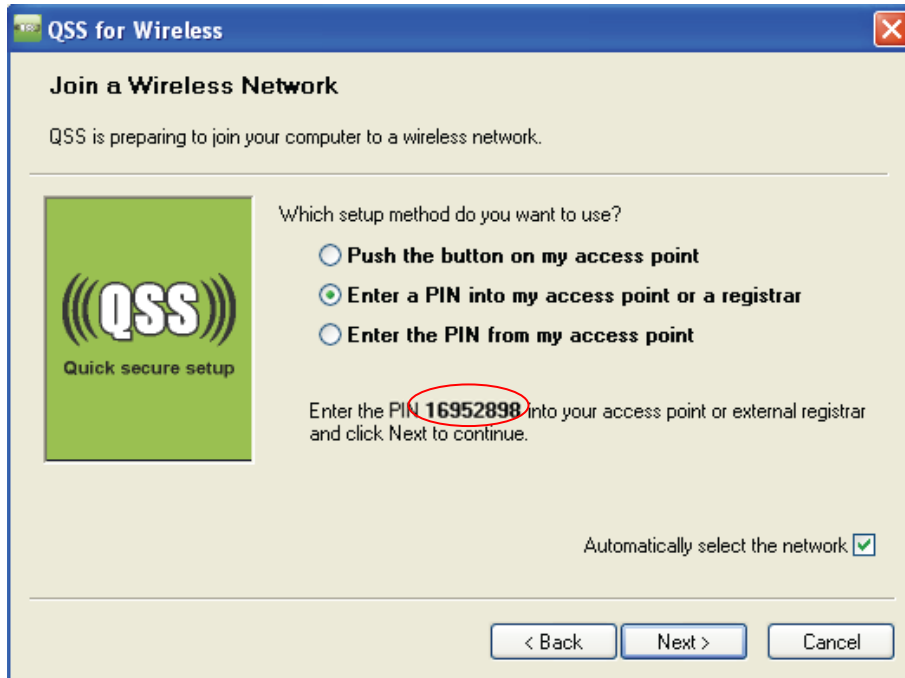 QSS for Wireless
Join a Wireless Network
QSS is preparing to join your computer to a wireless network.
Which setup method do you want to use?
Push the button on my access point
Enter a PIN into my access point or a registrar
Enter the PIN from my access point
(((QSS)))
Quick secure setup
Enter the PIN 16952898 into your access point or external registrar
and click Next to continue.
Automatically select the network
< Back Next > Cancel